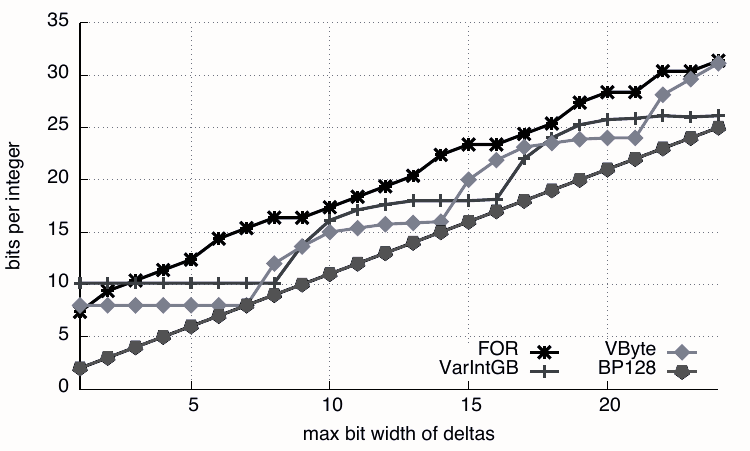 35
30
25
20
15
10
5
0
bits per integer
FOR
VByte
VarIntGB
BP128
5
10
15
20
max bit width of deltas